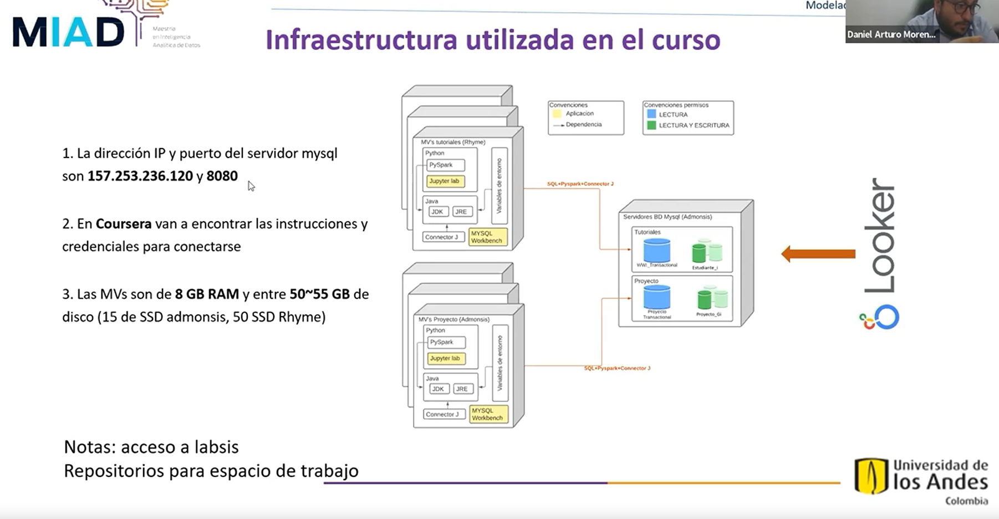 Modelac
Daniel Arturo Moren...
MIAD
Maestría
en Inteligencia
Analítica de Datos
Infraestructura utilizada en el curso
1. La dirección IP y puerto del servidor mysql
son 157.253.236.120 y 8080
2. En Coursera van a encontrar las instrucciones y
credenciales para conectarse
3. Las MVs son de 8 GB RAM y entre 50~55 GB de
disco (15 de SSD admonsis, 50 SSD Rhyme)
Notas: acceso a labsis
Repositorios para espacio de trabajo
MV's tutoriales (Rhyme)
Python
PySpark
Jupyter lab
Java
JDK
JRE
Connector J
MYSQL
Workbench
Variables de entorno
MV's Proyecto (Admonsis)
Python
PySpark
Jupyter lab
Java
JDK
JRE
Connector J
MYSQL
Workbench
Variables de entorno
Convenciones
Aplicacion
Dependencia
Convenciones permisos
LECTURA
LECTURA Y ESCRITURA
SQL+Pyspark+Connector J
SQL+Pyspark+Connector J
Servidores BD Mysql (Admonsis)
Tutoriales
WWI_Transactional
Estudiante_i
Proyecto
Proyecto
Transactional
Proyecto_Gi
Looker
Universidad de
los Andes
Colombia